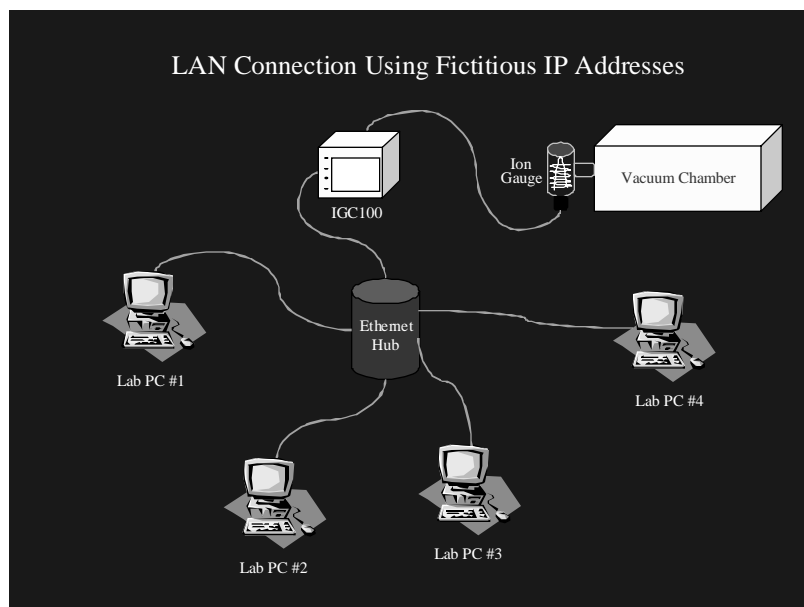 LAN Connection Using Fictitious IP Addresses
Ion
Gauge
Vacuum Chamber
IGC100
Ethernet
Hub
Lab PC #1
Lab PC #4
Lab PC #3
Lab PC #2